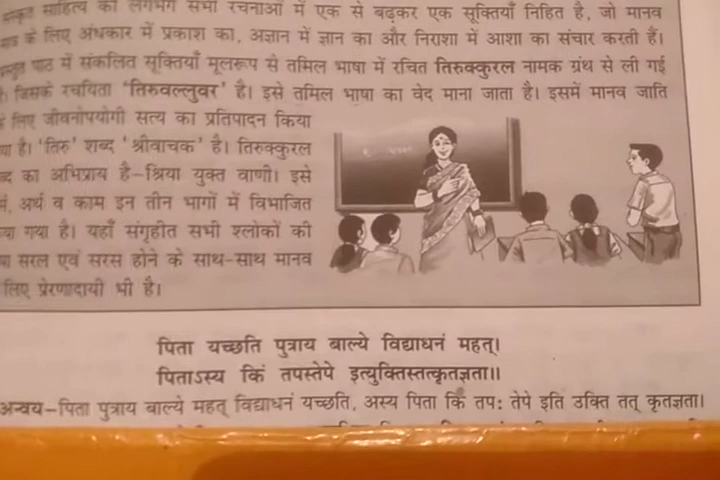 साहित्य की लगभग सभी रचनाओं में एक से बढ़कर एक सूक्तियाँ निहित है, जो मानव
के लिए अंधकार में प्रकाश का, अज्ञान में ज्ञान का और निराशा में आशा का संचार करती हैं।
पाठ में संकलित सूक्तियाँ मूलरूप से तमिल भाषा में रचित तिरुक्कुरल नामक ग्रंथ से ली गई
जिसके रचयिता 'तिरुवल्लुवर' है। इसे तमिल भाषा का वेद माना जाता है। इसमें मानव जाति
लिए जीवनोपयोगी सत्य का प्रतिपादन किया
है। 'तिरु' शब्द 'श्रीवाचक' है। तिरुक्कुरल
का अभिप्राय है-श्रिया युक्त वाणी। इसे
अर्थ व काम इन तीन भागों में विभाजित
गया है। यहाँ संगृहीत सभी श्लोकों की
सरल एवं सरस होने के साथ-साथ मानव
लिए प्रेरणादायी भी है।
पिता यच्छति पुत्राय बाल्ये विद्याधनं महत्।
पिताऽस्य किं तपस्तेपे इत्युक्तिस्तत्कृतज्ञता॥
अन्वय-पिता पुत्राय बाल्ये महत् विद्याधनं यच्छति, अस्य पिता किं तप: तेपे इति उक्ति तत् कृतज्ञता।